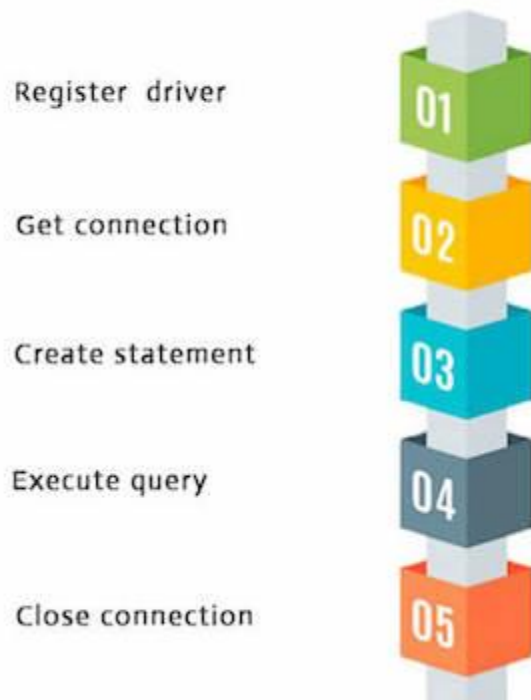 Register driver
01
Get connection
02
Create statement
03
Execute query
04
Close connection
05